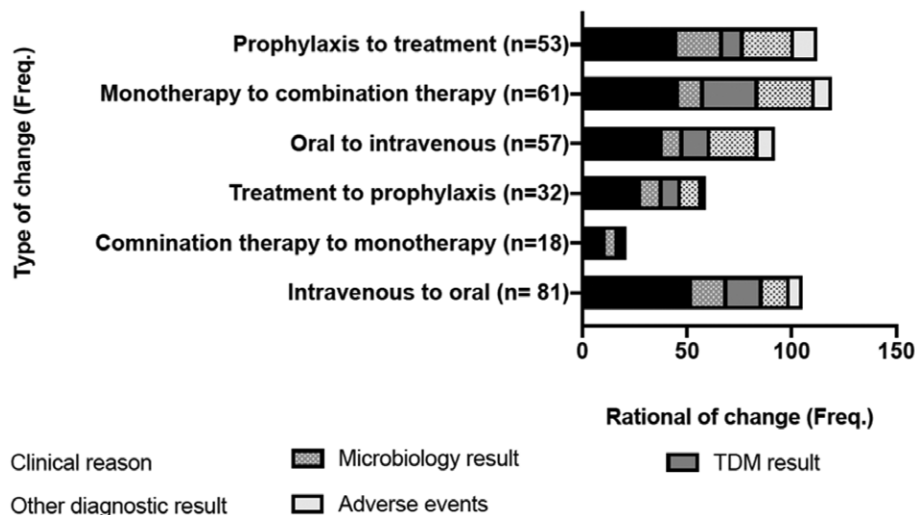 Type of change (Freq.)
Prophylaxis to treatment (n=53)
Monotherapy to combination therapy (n=61)
Oral to intravenous (n=57)
Treatment to prophylaxis (n=32)
Comnination therapy to monotherapy (n=18)
Intravenous to oral (n= 81)
0 50 100 150
Rational of change (Freq.)
Clinical reason Microbiology result TDM result
Other diagnostic result Adverse events